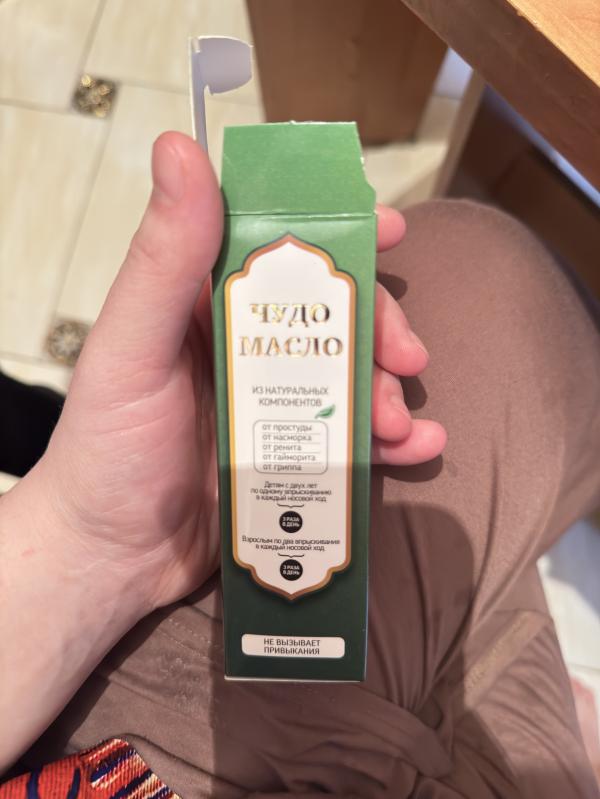 ЧУДО
МАСЛО
ИЗ НАТУРАЛЬНЫХ
КОМПОНЕНТОВ
от простуды
от насморка
от ренита
от гайморита
от гриппа
Детям с двух лет
по одному впрыскиванию
в каждый носовой ход
3 РАЗА
В ДЕНЬ
Взрослым по два впрыскивания
в каждый носовой ход
3 РАЗА
В ДЕНЬ
НЕ ВЫЗЫВАЕТ
ПРИВЫКАНИЯ